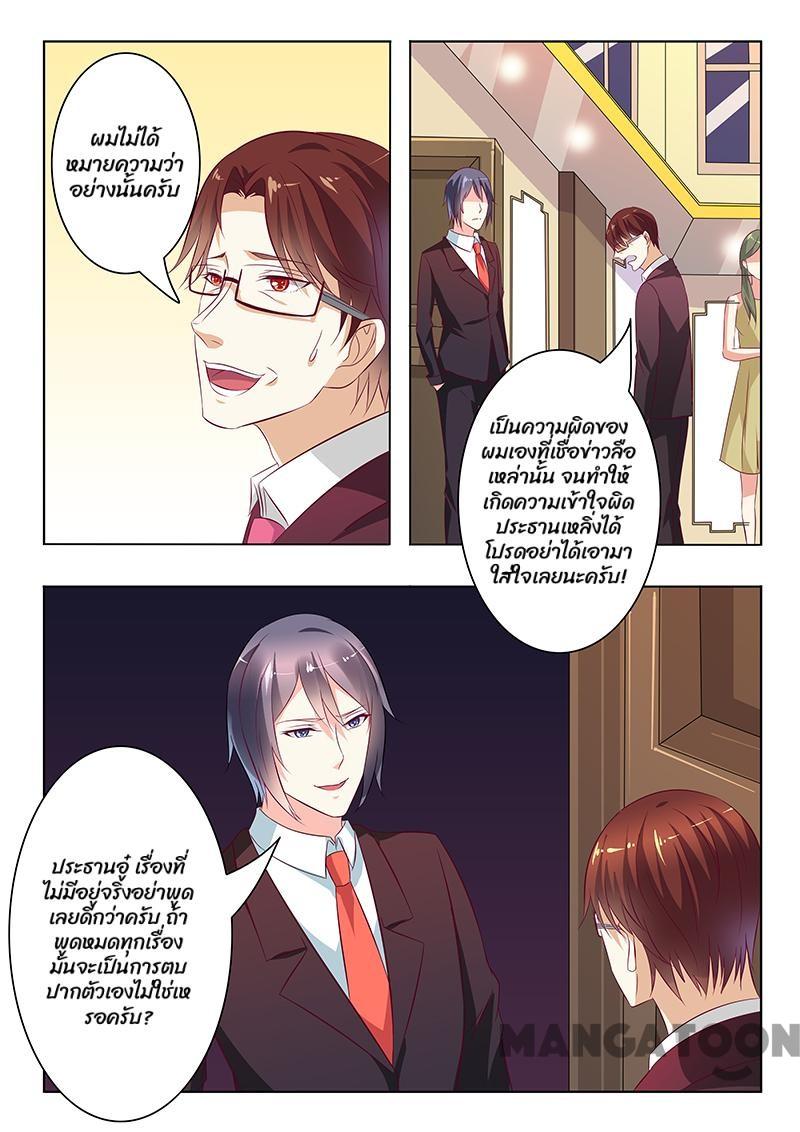 ผมไม่ได้
หมายความว่า
อย่างนั้นครับ
เป็นความผิดของ
ผมเองที่เชื่อข่าวลือ
เหล่านั้น จนทำให้
เกิดความเข้าใจผิด
ประธานเหลิ่งได้
โปรดอย่าได้เอามา
ใส่ใจเลยนะครับ!
ประธานอู๋ เรื่องที่
ไม่มีอยู่จริงอย่าพูด
เลยดีกว่าครับ ถ้า
พูดหมดทุกเรื่อง
มันจะเป็นการตบ
ปากตัวเองไม่ใช่เห
รอครับ?
MANGATOON